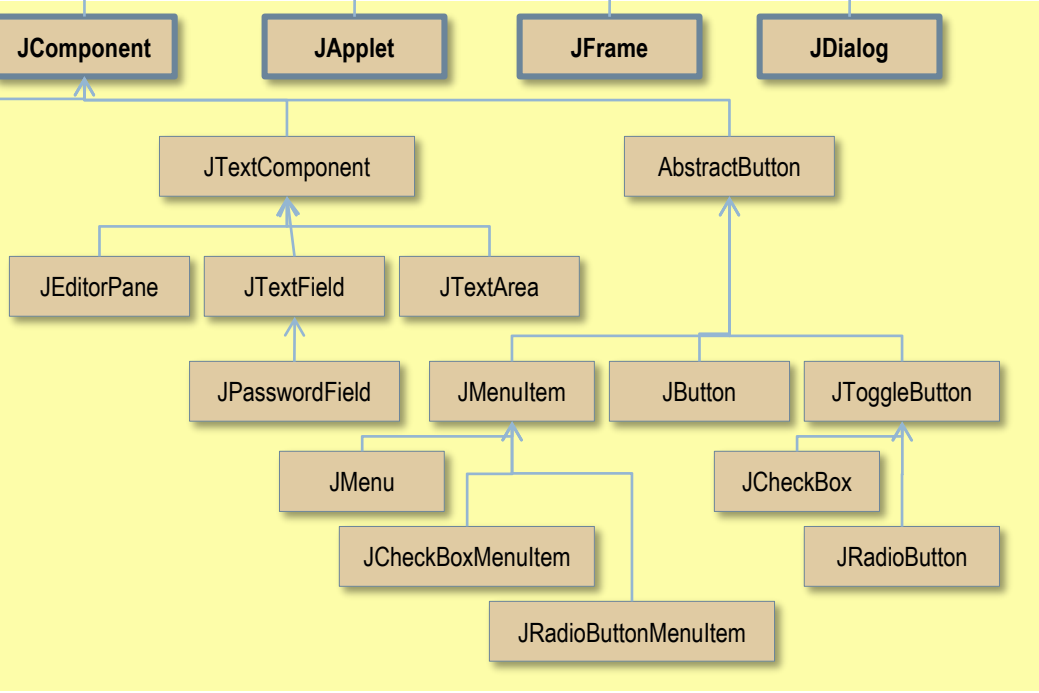 JComponent
JApplet
JFrame
JDialog
JTextComponent
AbstractButton
JEditorPane
JTextField
JTextArea
JPasswordField
JMenuItem
JButton
JToggleButton
JMenu
JCheckBox
JCheckBoxMenuItem
JRadioButton
JRadioButtonMenuItem